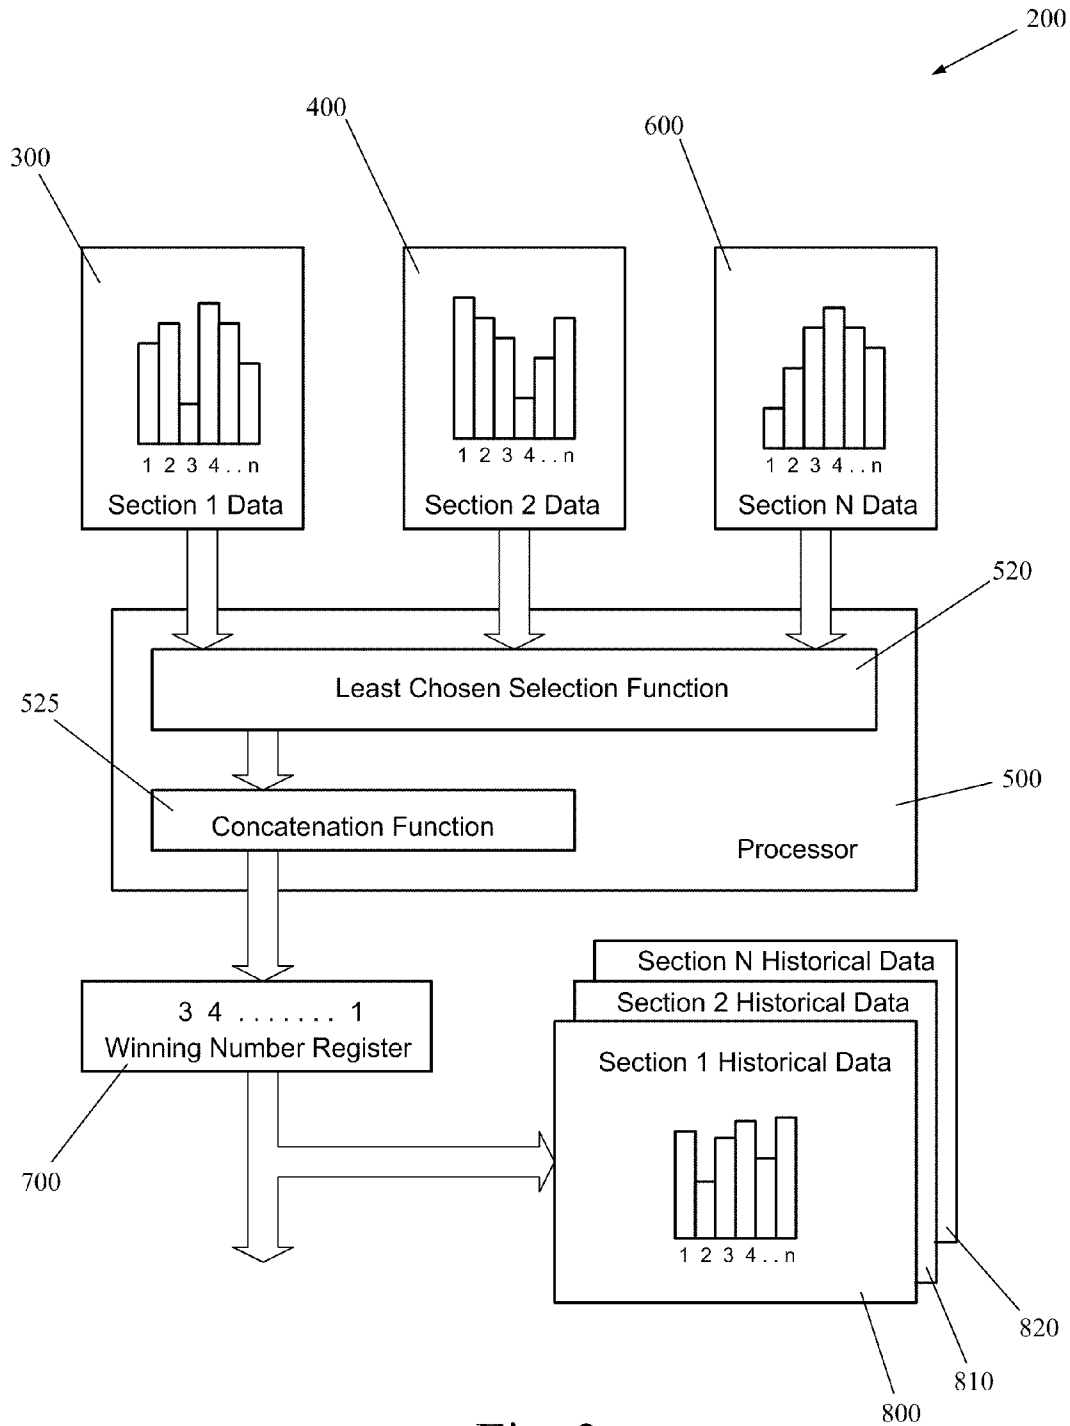 200
400
600
300
1 2 3 4 . . n
Section 1 Data
1 2 3 4 . . n
Section 2 Data
1 2 3 4 . . n
Section N Data
520
Least Chosen Selection Function
525
500
Concatenation Function
Processor
3 4 . . . . . . . 1
Winning Number Register
700
Section N Historical Data
Section 2 Historical Data
Section 1 Historical Data
1 2 3 4 . . n
820
810
800